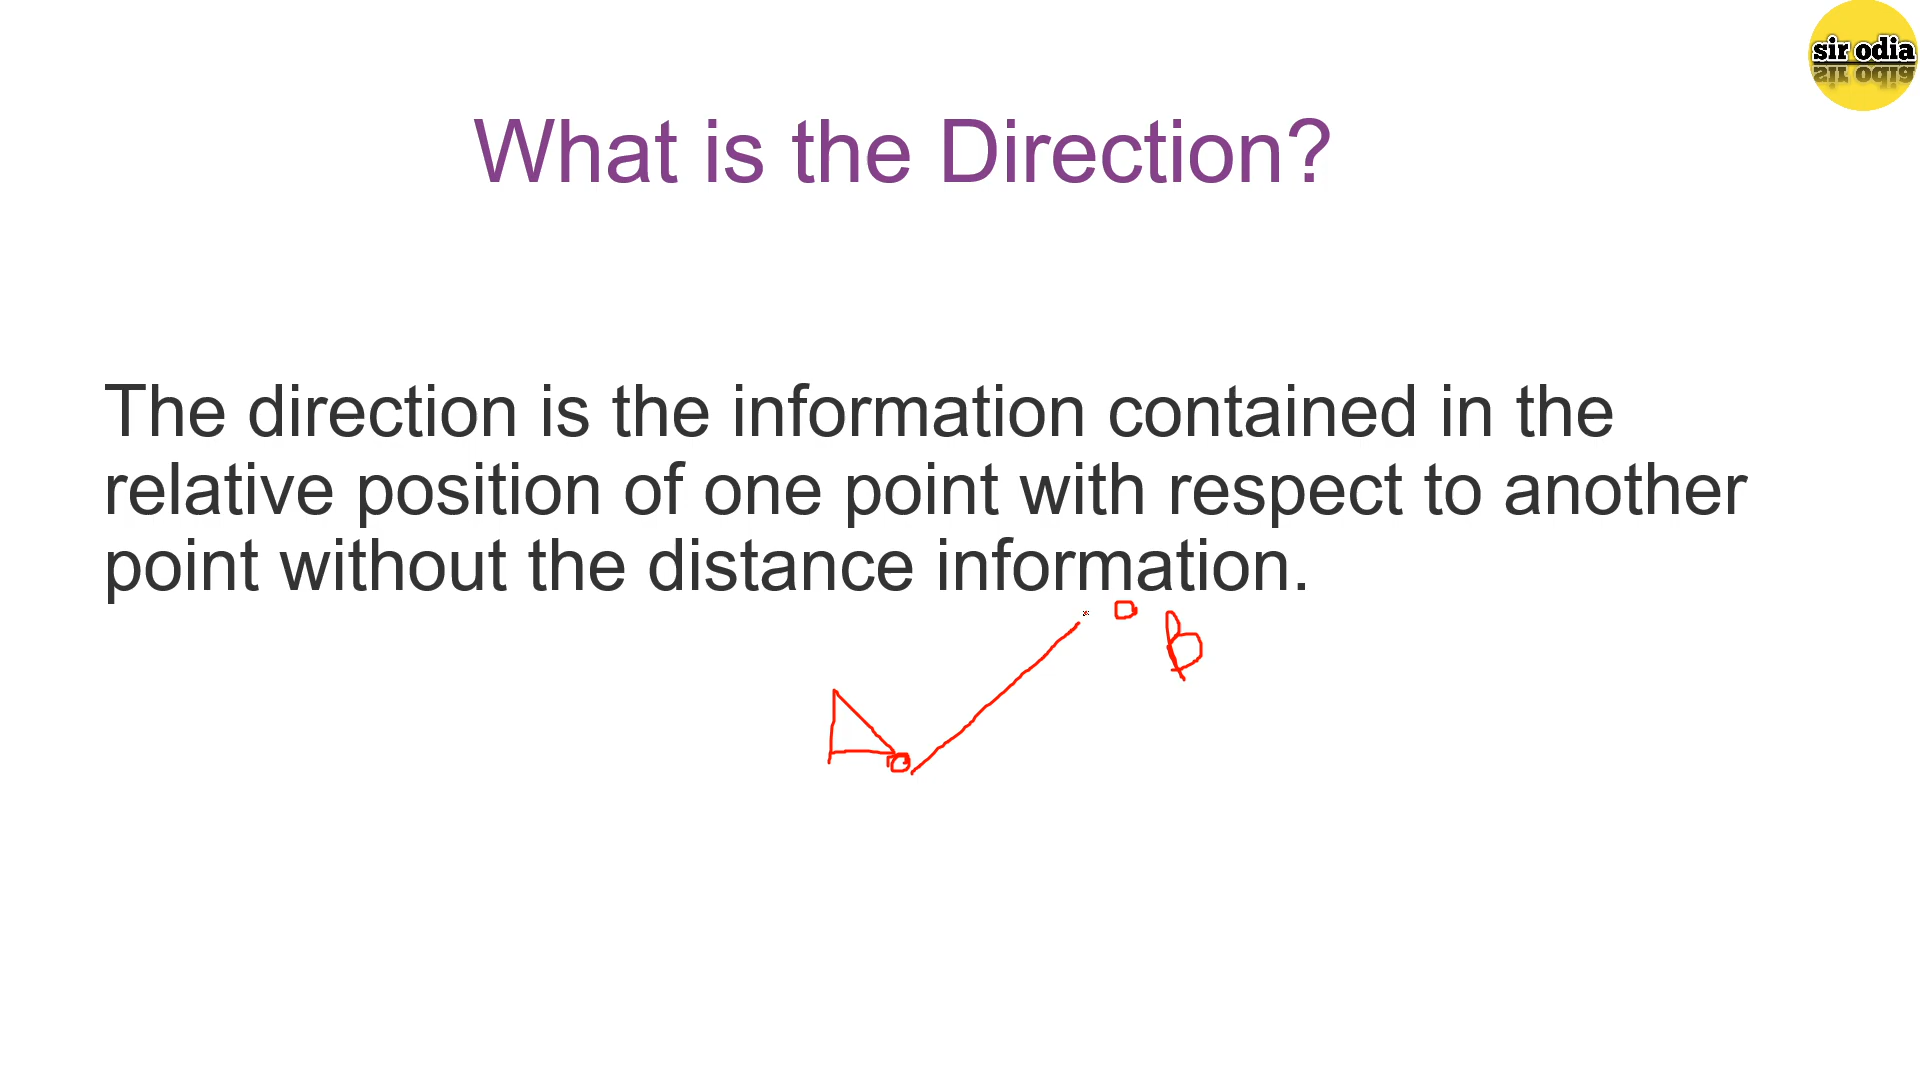 sir odia
What is the Direction?
The direction is the information contained in the
relative position of one point with respect to another
point without the distance information.
b